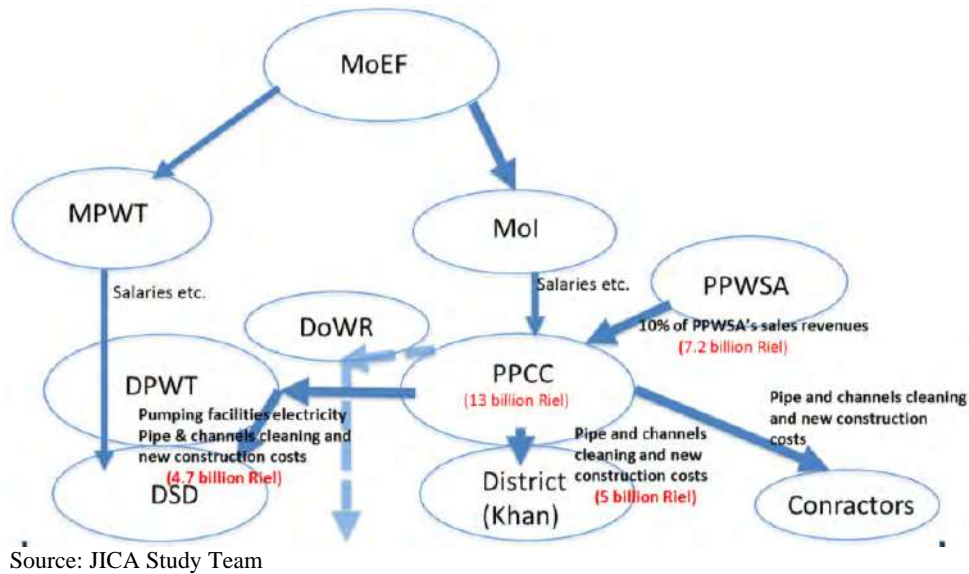 MoEF
MPWT
MoI
Salaries etc.
Salaries etc.
PPWSA
DoWR
10% of PPWSA's sales revenues
(7.2 billion Riel)
DPWT
PPCC
(13 billion Riel)
Pumping facilities electricity
Pipe & channels cleaning and
new construction costs
(4.7 billion Riel)
DSD
Pipe and channels
cleaning and new
construction costs
(5 billion Riel)
District
(Khan)
Pipe and channels cleaning
and new construction
costs
Conractors
Source: JICA Study Team